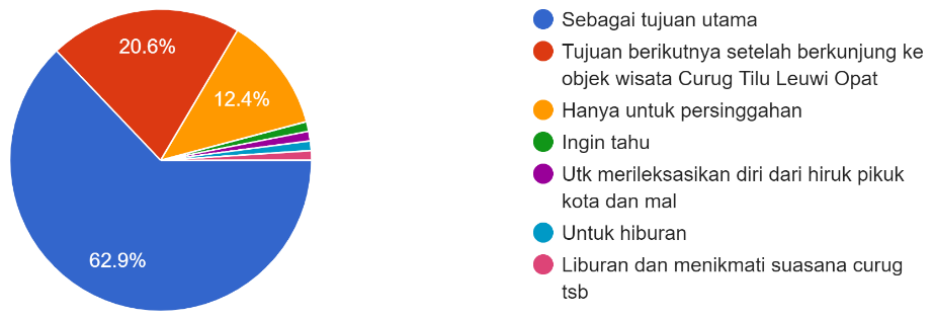 20.6%
12.4%
62.9%
Sebagai tujuan utama
Tujuan berikutnya setelah berkunjung ke
objek wisata Curug Tilu Leuwi Opat
Hanya untuk persinggahan
Ingin tahu
Utk merileksasikan diri dari hiruk pikuk
kota dan mal
Untuk hiburan
Liburan dan menikmati suasana curug
tsb